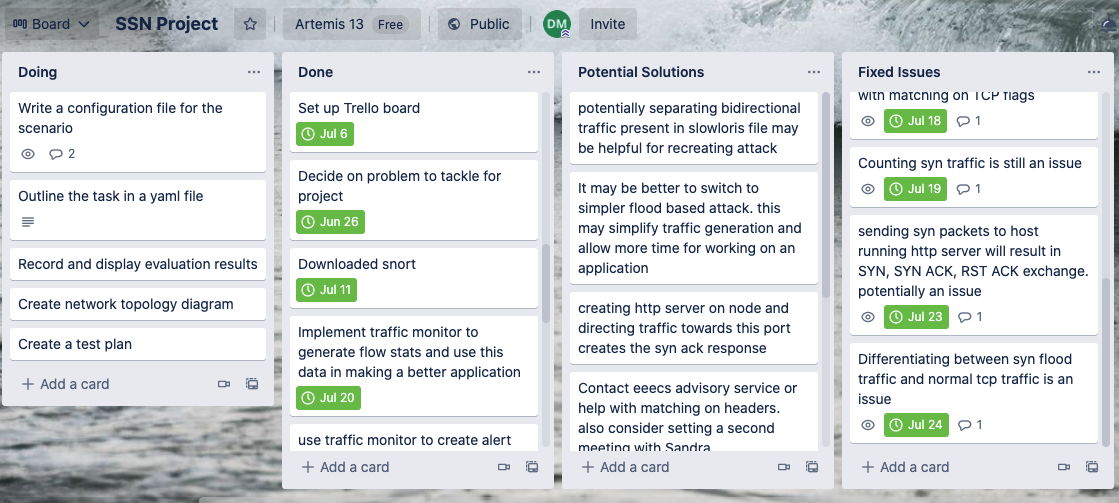 Board
SSN Project
Artemis 13 Free
Public
DM
Invite
Doing
Write a configuration file for the
scenario
2
Outline the task in a yaml file
Record and display evaluation results
Create network topology diagram
Create a test plan
Add a card
Done
Set up Trello board
Jul 6
Decide on problem to tackle for
project
Jun 26
Downloaded snort
Jul 11
Implement traffic monitor to
generate flow stats and use this
data in making a better application
Jul 20
use traffic monitor to create alert
Add a card
Potential Solutions
potentially separating bidirectional
traffic present in slowloris file may
be helpful for recreating attack
It may be better to switch to
simpler flood based attack. this
may simplify traffic generation and
allow more time for working on an
application
creating http server on node and
directing traffic towards this port
creates the syn ack response
Contact eeecs advisory service or
help with matching on headers.
also consider setting a second
meeting with Sandra
Add a card
Fixed Issues
with matching on TCP flags
Jul 18
1
Counting syn traffic is still an issue
Jul 19
1
sending syn packets to host
running http server will result in
SYN, SYN ACK, RST ACK exchange.
potentially an issue
Jul 23
1
Differentiating between syn flood
traffic and normal tcp traffic is an
issue
Jul 24
1
Add a card